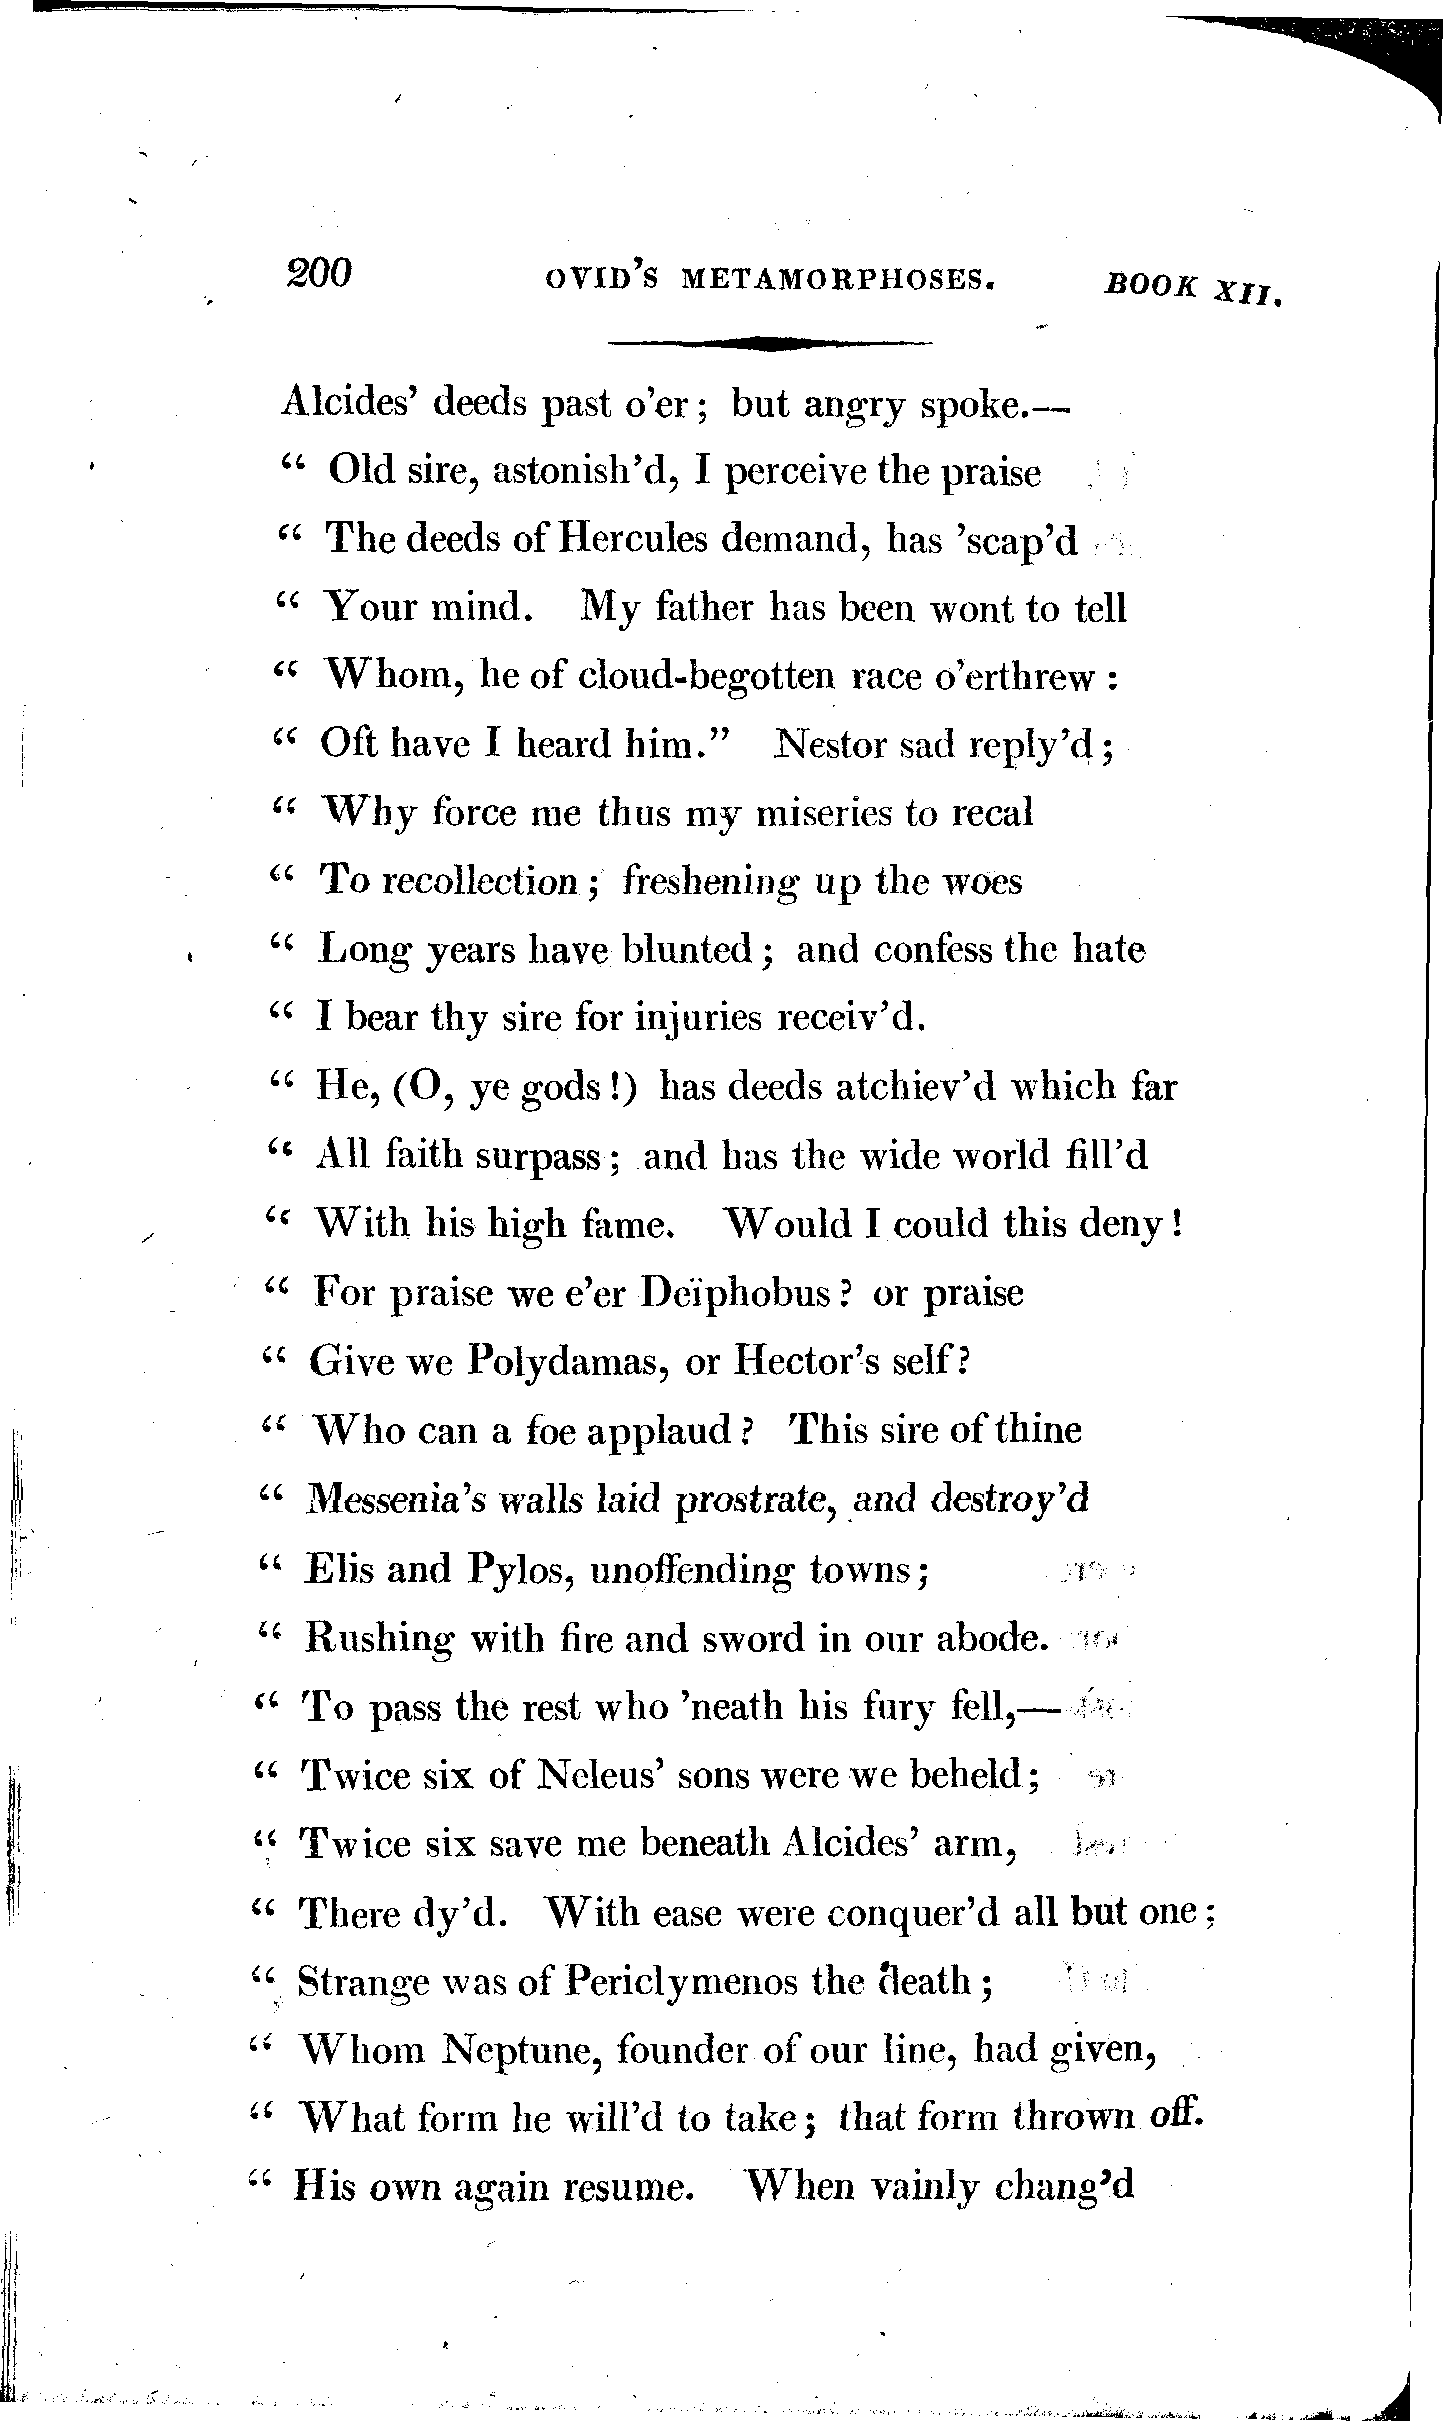 200 OVID'S METAMORPHOSES. BOOK XII.
Alcides' deeds past o'er; but angry spoke.—
“ Old sire, astonish'd, I perceive the praise
“ The deeds of Hercules demand, has 'scap'd
“ Your mind. My father has been wont to tell
“ Whom, he of cloud-begotten race o'erthrew :
“ Oft have I heard him.” Nestor sad reply'd;
“ Why force me thus my miseries to recal
“ To recollection; freshening up the woes
“ Long years have blunted; and confess the hate
“ I bear thy sire for injuries receiv'd.
“ He, (O, ye gods!) has deeds atchiev'd which far
“ All faith surpass; and has the wide world fill'd
“ With his high fame. Would I could this deny!
“ For praise we e'er Deïphobus? or praise
“ Give we Polydamas, or Hector's self?
“ Who can a foe applaud? This sire of thine
“ Messenia's walls laid prostrate, and destroy'd
“ Elis and Pylos, unoffending towns;
“ Rushing with fire and sword in our abode.
“ To pass the rest who 'neath his fury fell,—
“ Twice six of Neleus' sons were we beheld;
“ Twice six save me beneath Alcides' arm,
“ There dy'd. With ease were conquer'd all but one;
“ Strange was of Periclymenos the death;
“ Whom Neptune, founder of our line, had given,
“ What form he will'd to take; that form thrown off.
“ His own again resume. When vainly chang'd